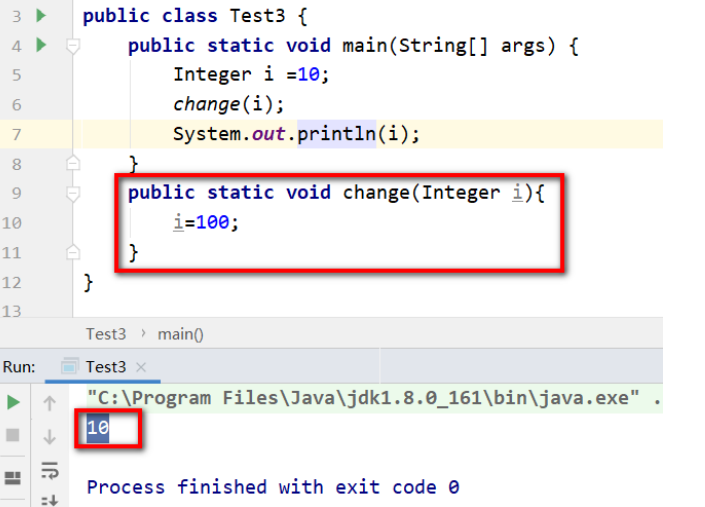 3 public class Test3 {
4 public static void main(String[] args) {
5 Integer i =10;
6 change(i);
7 System.out.println(i);
8 }
9 public static void change(Integer i){
10 i=100;
11 }
12 }
13
Test3 › main()
Run: Test3 ×
"C:\Program Files\Java\jdk1.8.0_161\bin\java.exe" .
10
Process finished with exit code 0